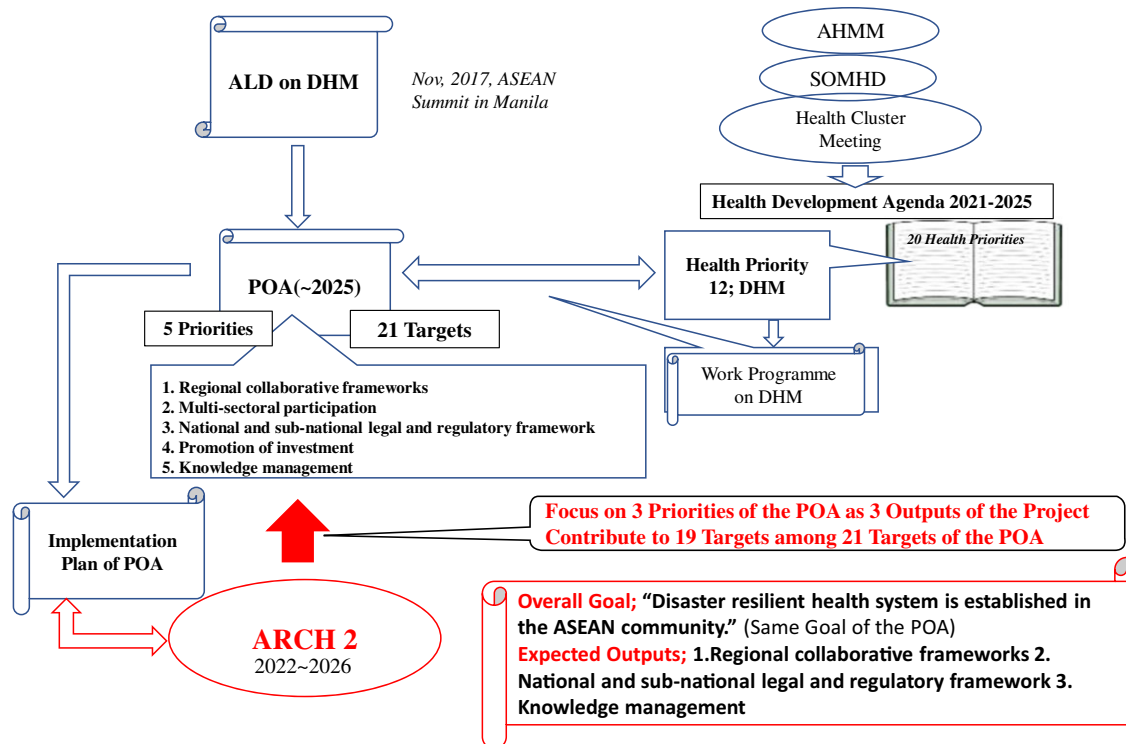 ALD on DHM
Nov, 2017, ASEAN
Summit in Manila
AHMM
SOMHD
Health Cluster
Meeting
Health Development Agenda 2021-2025
20 Health Priorities
Health Priority
12; DHM
POA(~2025)
5 Priorities
21 Targets
Work Programme
on DHM
1. Regional collaborative frameworks
2. Multi-sectoral participation
3. National and sub-national legal and regulatory framework
4. Promotion of investment
5. Knowledge management
Implementation
Plan of POA
Focus on 3 Priorities of the POA as 3 Outputs of the Project
Contribute to 19 Targets among 21 Targets of the POA
ARCH 2
2022~2026
Overall Goal; “Disaster resilient health system is established in
the ASEAN community.” (Same Goal of the POA)
Expected Outputs; 1.Regional collaborative frameworks 2.
National and sub-national legal and regulatory framework 3.
Knowledge management